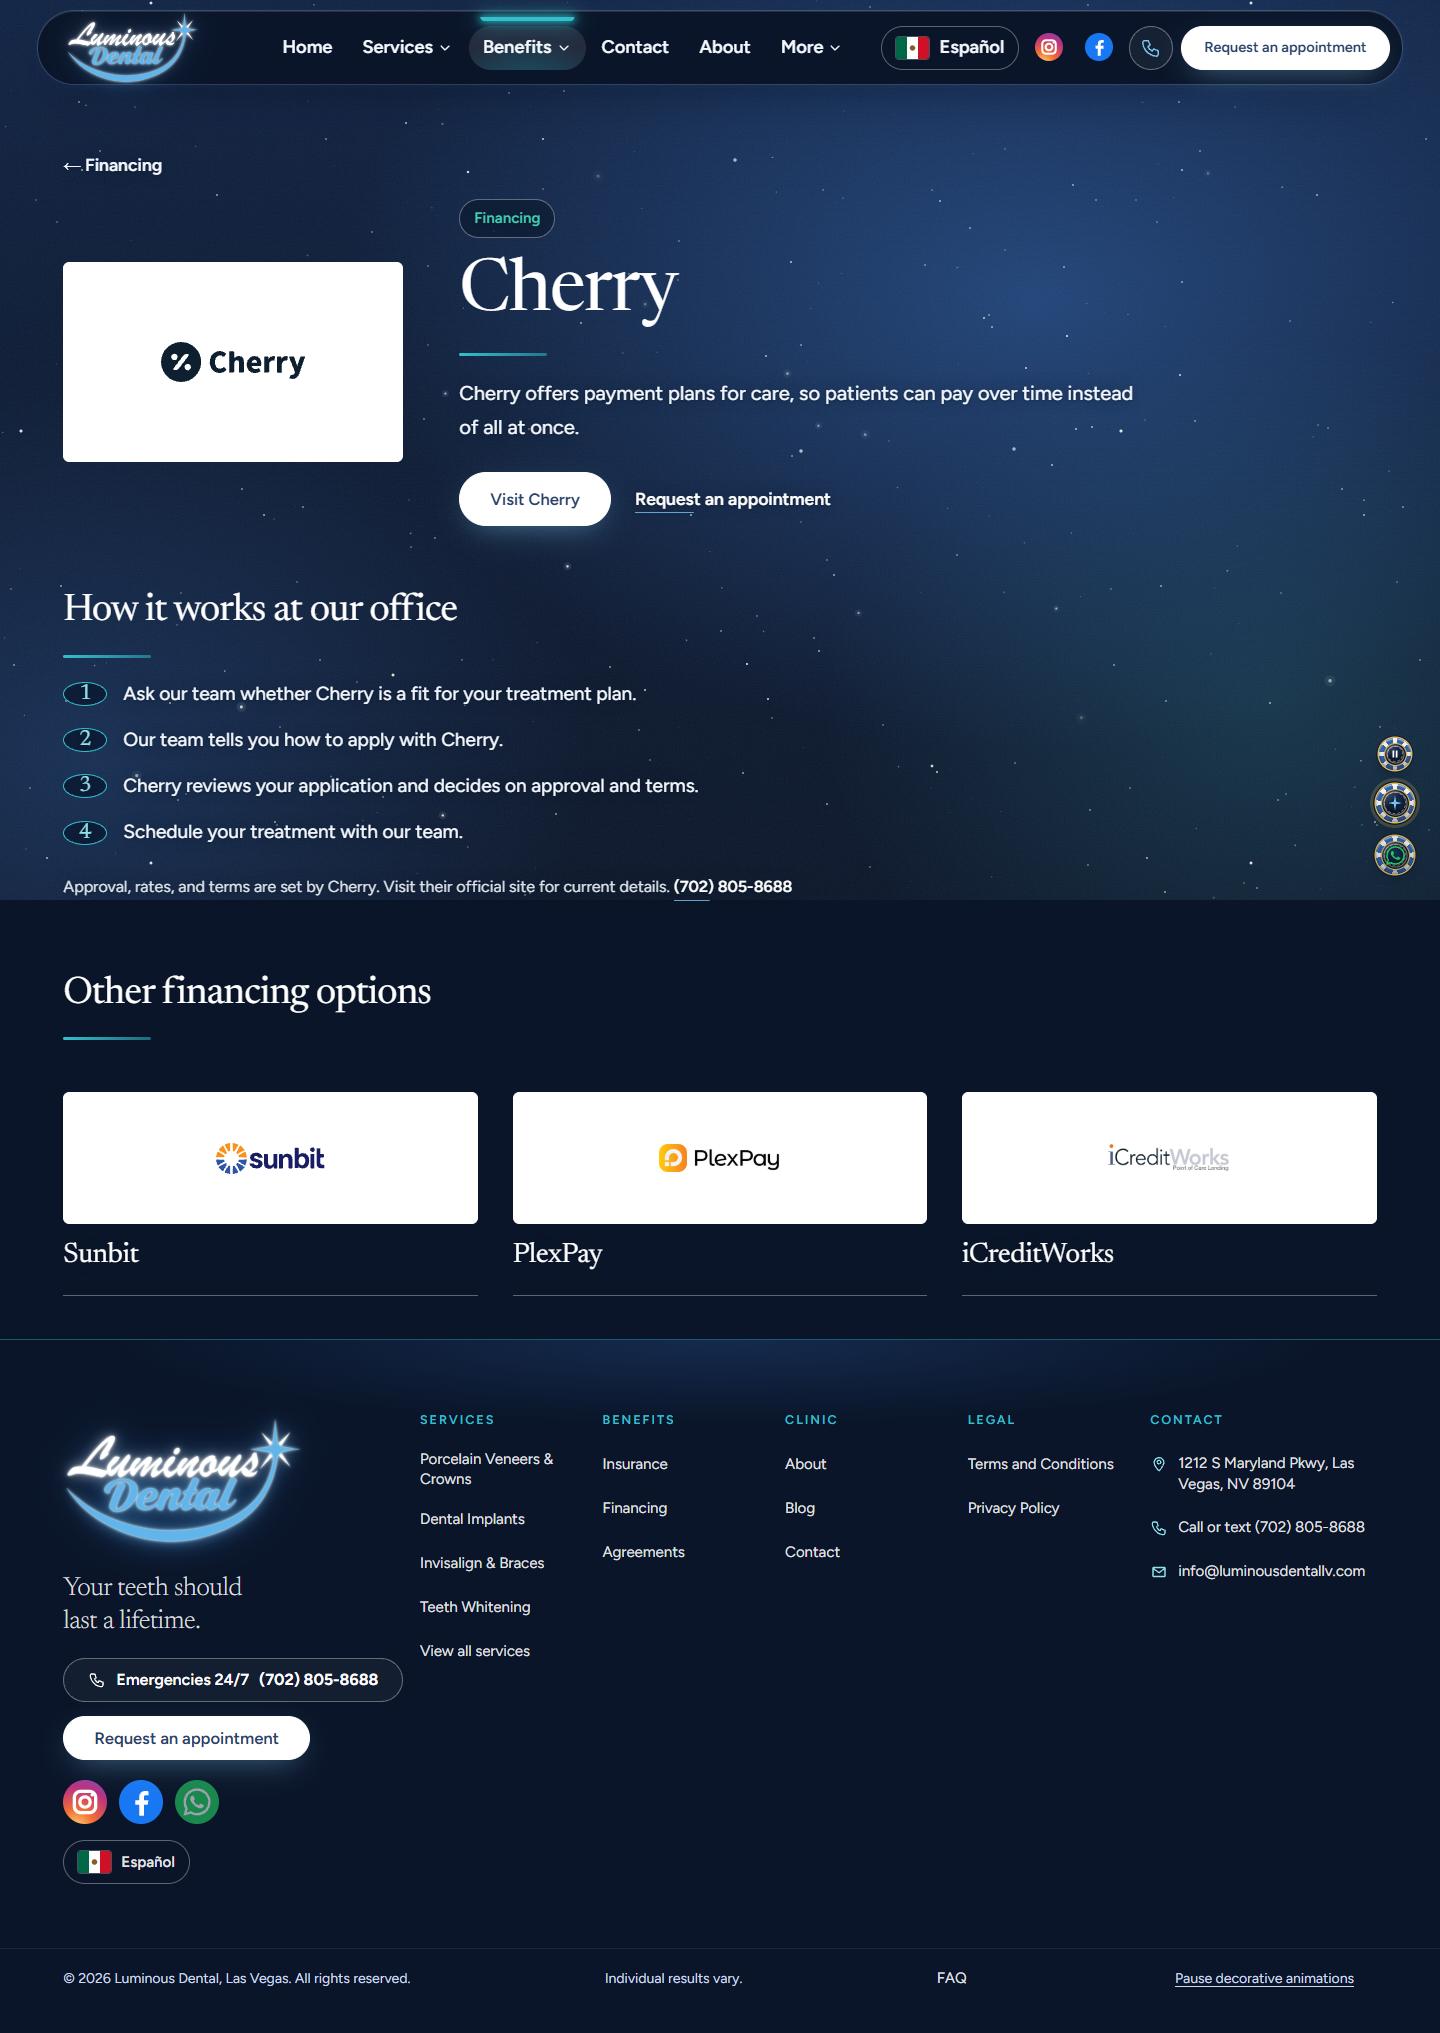 Luminous
Dental
Home
Services
Benefits
Contact
About
More
Español
Request an appointment
← Financing
Financing
Cherry
Cherry
Cherry offers payment plans for care, so patients can pay over time instead
of all at once.
Visit Cherry
Request an appointment
How it works at our office
1 Ask our team whether Cherry is a fit for your treatment plan.
2 Our team tells you how to apply with Cherry.
3 Cherry reviews your application and decides on approval and terms.
4 Schedule your treatment with our team.
Approval, rates, and terms are set by Cherry. Visit their official site for current details. (702) 805-8688
Other financing options
sunbit
PlexPay
iCreditWorks
Point of Care Lending
Sunbit
PlexPay
iCreditWorks
Luminous
Dental
Your teeth should
last a lifetime.
Emergencies 24/7 (702) 805-8688
Request an appointment
Español
SERVICES
Porcelain Veneers &
Crowns
Dental Implants
Invisalign & Braces
Teeth Whitening
View all services
BENEFITS
Insurance
Financing
Agreements
CLINIC
About
Blog
Contact
LEGAL
Terms and Conditions
Privacy Policy
CONTACT
1212 S Maryland Pkwy, Las
Vegas, NV 89104
Call or text (702) 805-8688
info@luminousdentallv.com
© 2026 Luminous Dental, Las Vegas. All rights reserved.
Individual results vary.
FAQ
Pause decorative animations